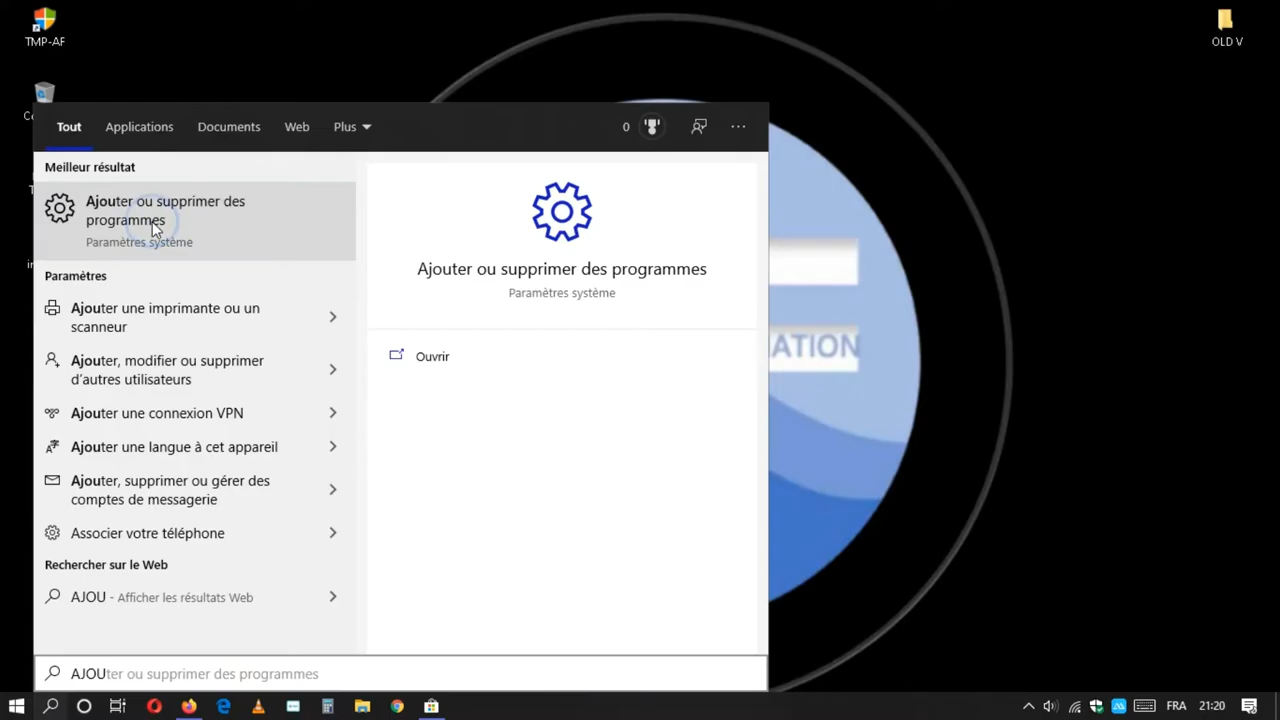 TMP-AF
OLD V
Tout
Applications
Documents
Web
Plus
0
Meilleur résultat
Ajouter ou supprimer des
programmes
Paramètres système
Ajouter ou supprimer des programmes
Paramètres système
Ouvrir
Paramètres
Ajouter une imprimante ou un
scanneur
Ajouter, modifier ou supprimer
d'autres utilisateurs
Ajouter une connexion VPN
Ajouter une langue à cet appareil
Ajouter, supprimer ou gérer des
comptes de messagerie
Associer votre téléphone
Rechercher sur le Web
AJOU - Afficher les résultats Web
AJOUter ou supprimer des programmes
FRA
21:20